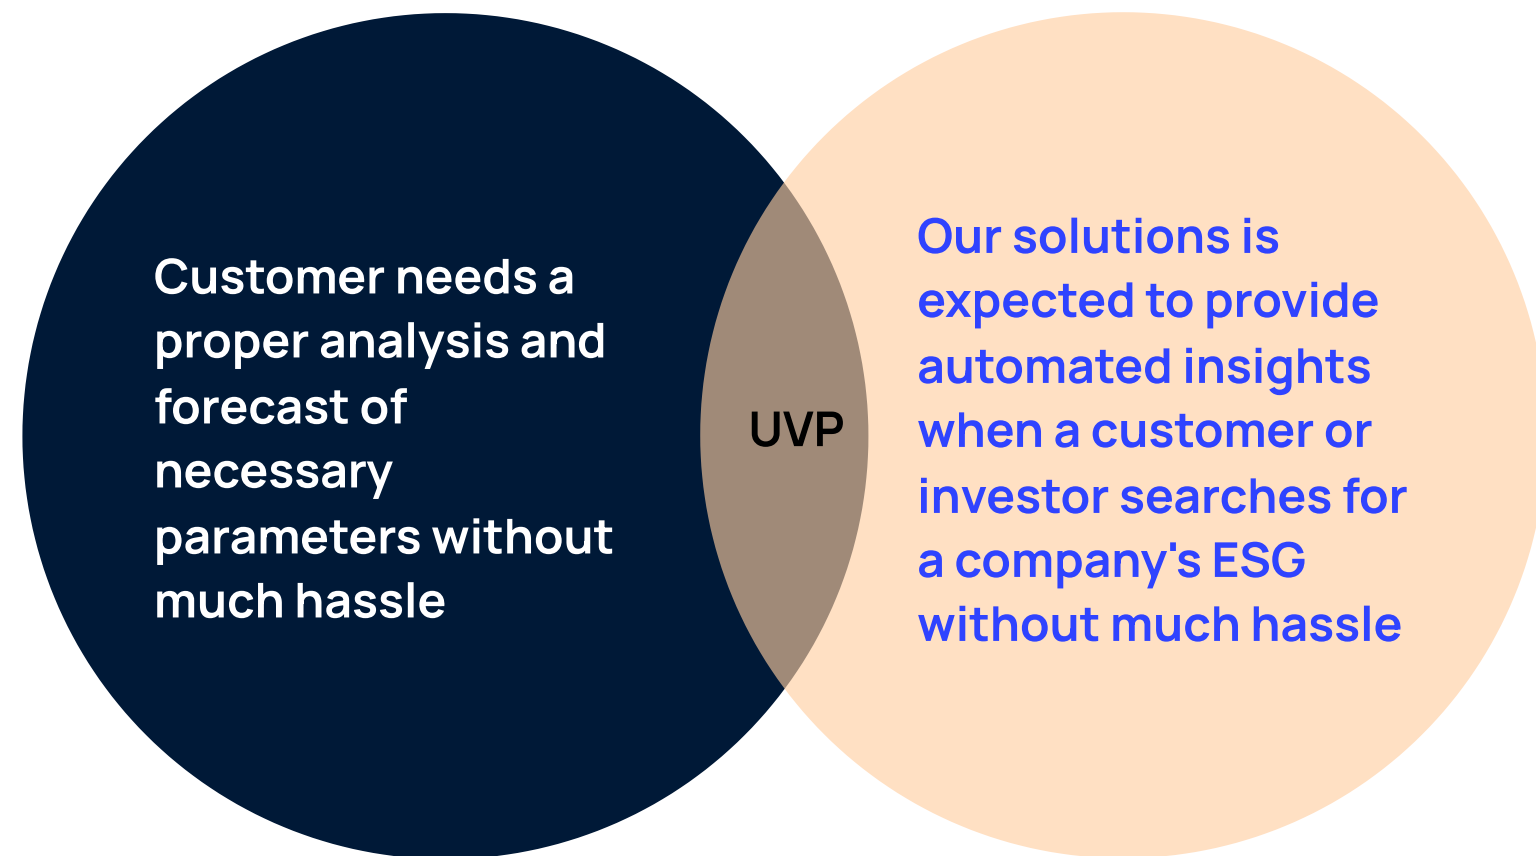 Customer needs a
proper analysis and
forecast of
necessary
parameters without
much hassle
UVP
Our solutions is
expected to provide
automated insights
when a customer or
investor searches for
a company's ESG
without much hassle